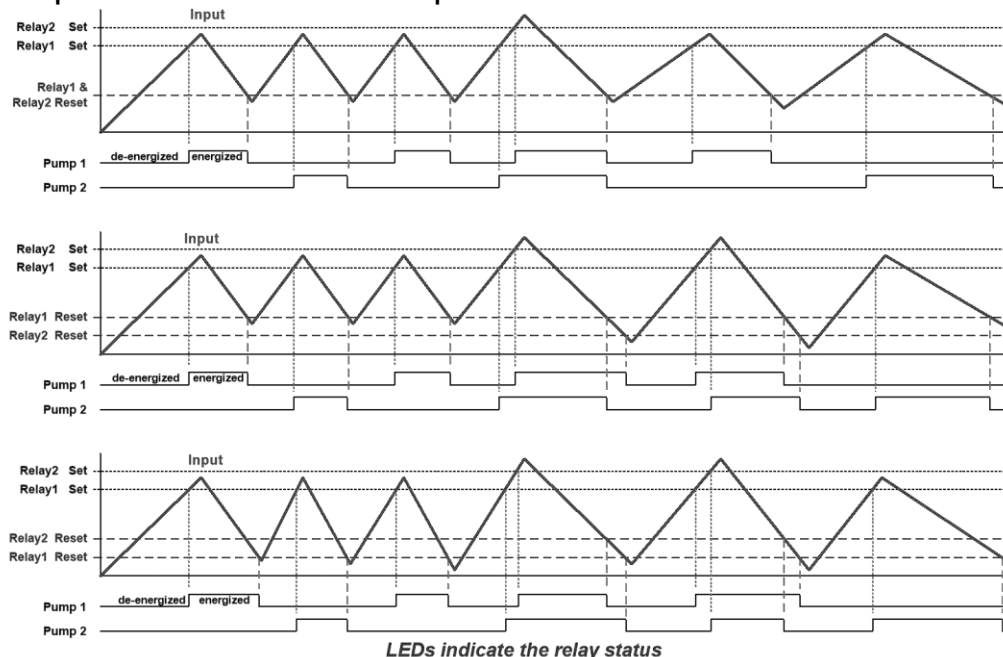 Input
Relay2 Set
Relay1 Set
Relay1 &
Relay2 Reset
de-energized energized
Pump 1
Pump 2
Input
Relay2 Set
Relay1 Set
Relay1 Reset
Relay2 Reset
de-energized energized
Pump 1
Pump 2
Input
Relay2 Set
Relay1 Set
Relay2 Reset
Relay1 Reset
de-energized energized
Pump 1
Pump 2
LEDs indicate the relay status